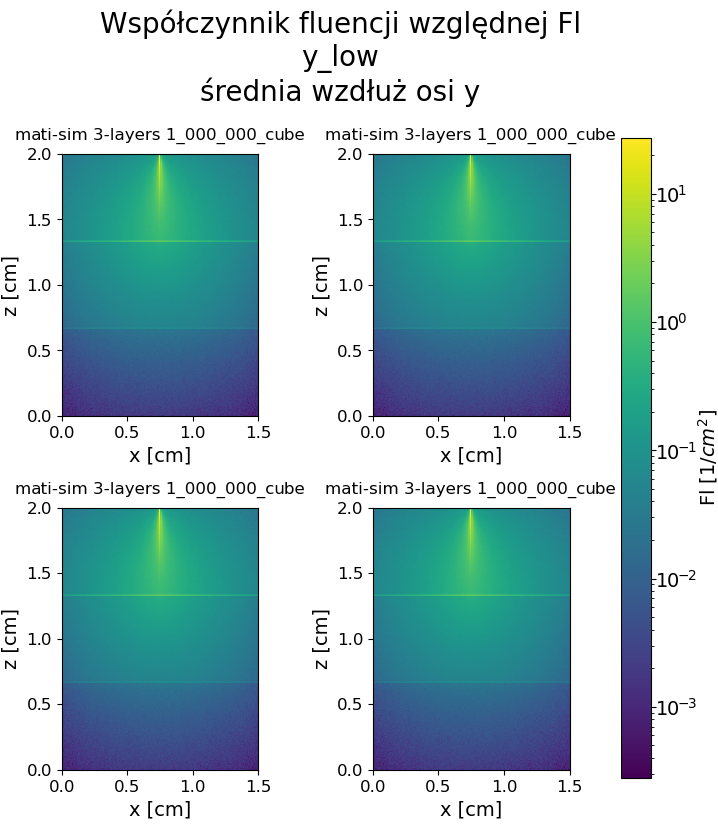 Współczynnik fluencji względnej Fl
y_low
średnia wzdłuż osi y
mati-sim 3-layers 1_000_000_cube
mati-sim 3-layers 1_000_000_cube
2.0
1.5
1.0
0.5
0.0
z [cm]
0.0 0.5 1.0 1.5
x [cm]
2.0
1.5
1.0
0.5
0.0
z [cm]
0.0 0.5 1.0 1.5
x [cm]
mati-sim 3-layers 1_000_000_cube
mati-sim 3-layers 1_000_000_cube
2.0
1.5
1.0
0.5
0.0
z [cm]
0.0 0.5 1.0 1.5
x [cm]
2.0
1.5
1.0
0.5
0.0
z [cm]
0.0 0.5 1.0 1.5
x [cm]
10¹
10⁰
10⁻¹
10⁻²
10⁻³
Fl [1/cm²]